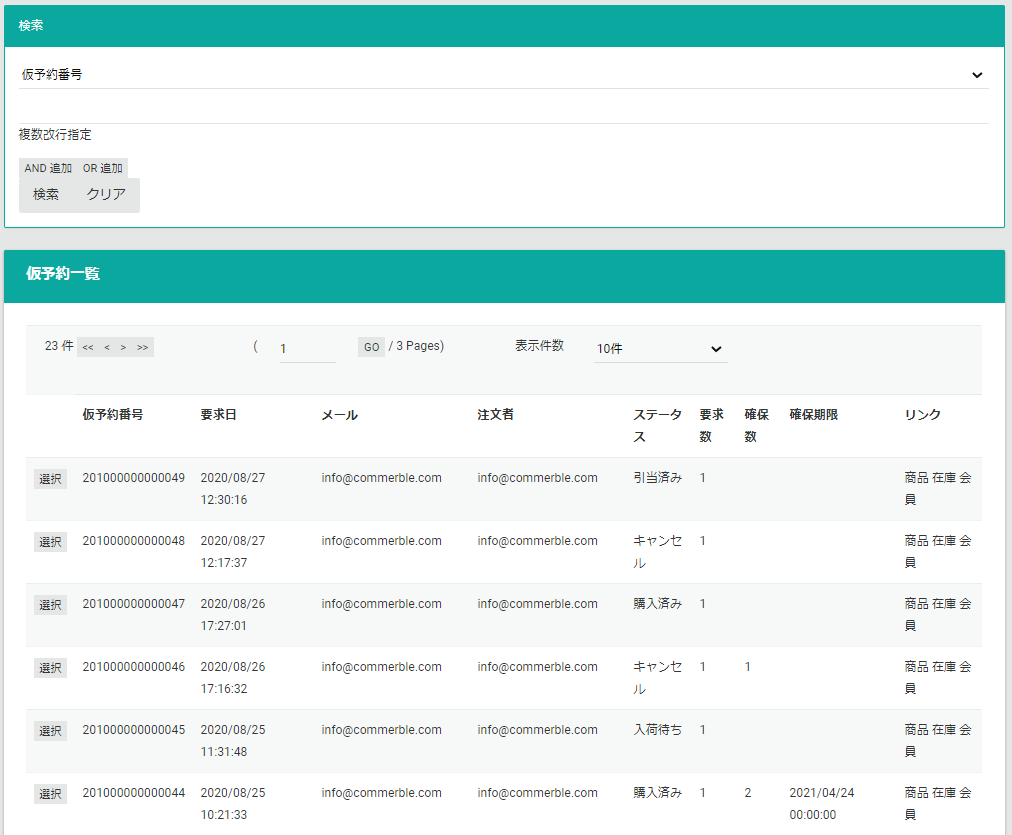 検索
仮予約番号
複数改行指定
AND 追加 OR 追加
検索 クリア
仮予約一覧
23 件 << < > >> ( 1 GO / 3 Pages) 表示件数 10件
仮予約番号 要求日 メール 注文者 ステータ 要求 確保 確保期限 リンク
ス 数 数
選択 201000000000049 2020/08/27 info@commerble.com info@commerble.com 引当済み 1 商品 在庫 会
12:30:16 員
選択 201000000000048 2020/08/27 info@commerble.com info@commerble.com キャンセ 1 商品 在庫 会
12:17:37 ル 員
選択 201000000000047 2020/08/26 info@commerble.com info@commerble.com 購入済み 1 商品 在庫 会
17:27:01 員
選択 201000000000046 2020/08/26 info@commerble.com info@commerble.com キャンセ 1 1 商品 在庫 会
17:16:32 ル 員
選択 201000000000045 2020/08/25 info@commerble.com info@commerble.com 入荷待ち 1 商品 在庫 会
11:31:48 員
選択 201000000000044 2020/08/25 info@commerble.com info@commerble.com 購入済み 1 2 2021/04/24 商品 在庫 会
10:21:33 00:00:00 員